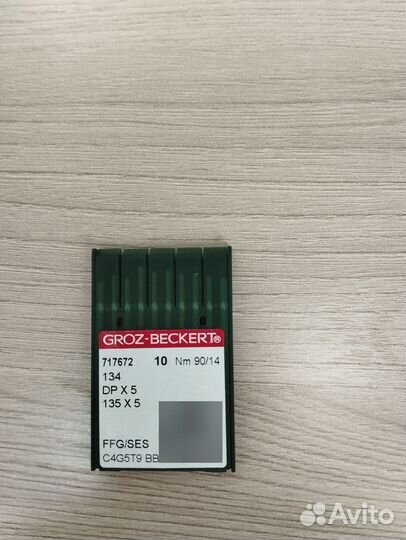 GROZ-BECKERT®
717672 10 Nm 90/14
134
DP X 5
135 X 5
FFG/SES
C4G5T9 BB
Avito